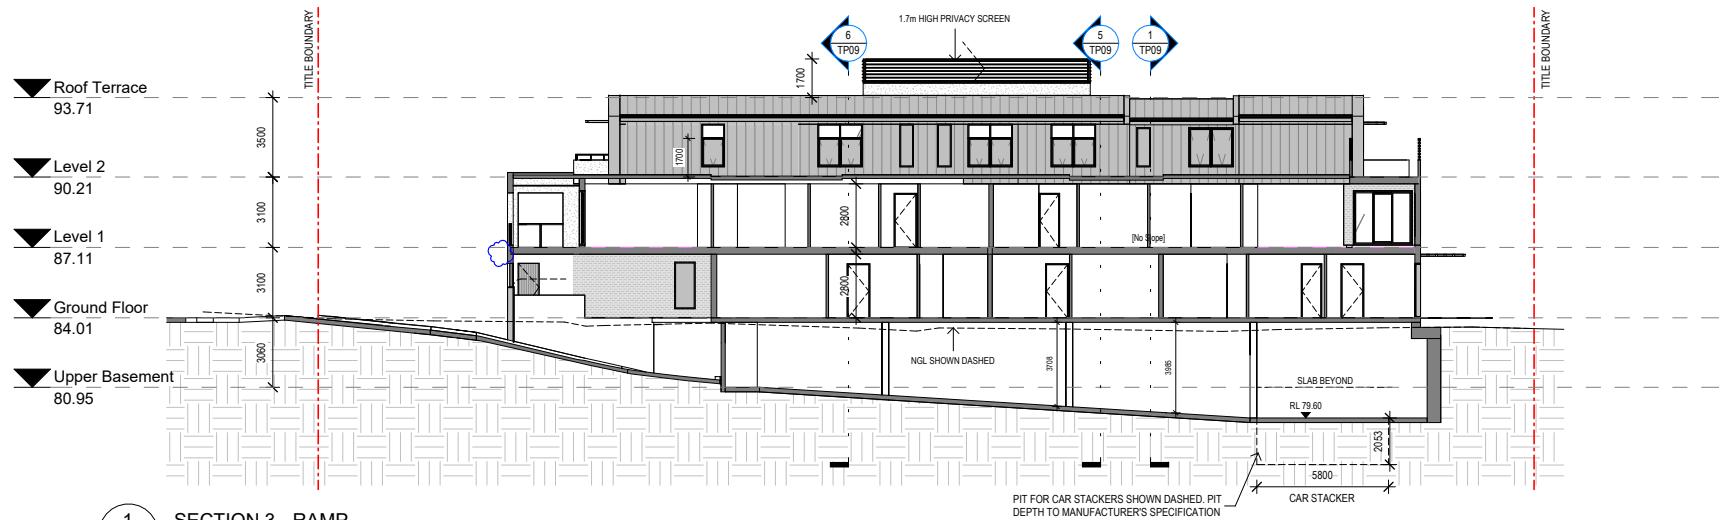 1.7m HIGH PRIVACY SCREEN
6
TP09
5
TP09
1
TP09
TITLE BOUNDARY
TITLE BOUNDARY
1700
Roof Terrace
93.71
3500
1700
Level 2
90.21
3100
2800
Level 1
87.11
[No Slope]
3100
2800
Ground Floor
84.01
3060
NGL SHOWN DASHED
3708
3985
Upper Basement
80.95
SLAB BEYOND
RL 79.60
2053
5800
CAR STACKER
PIT FOR CAR STACKERS SHOWN DASHED. PIT
DEPTH TO MANUFACTURER'S SPECIFICATION
1
SECTION 3 - RAMP